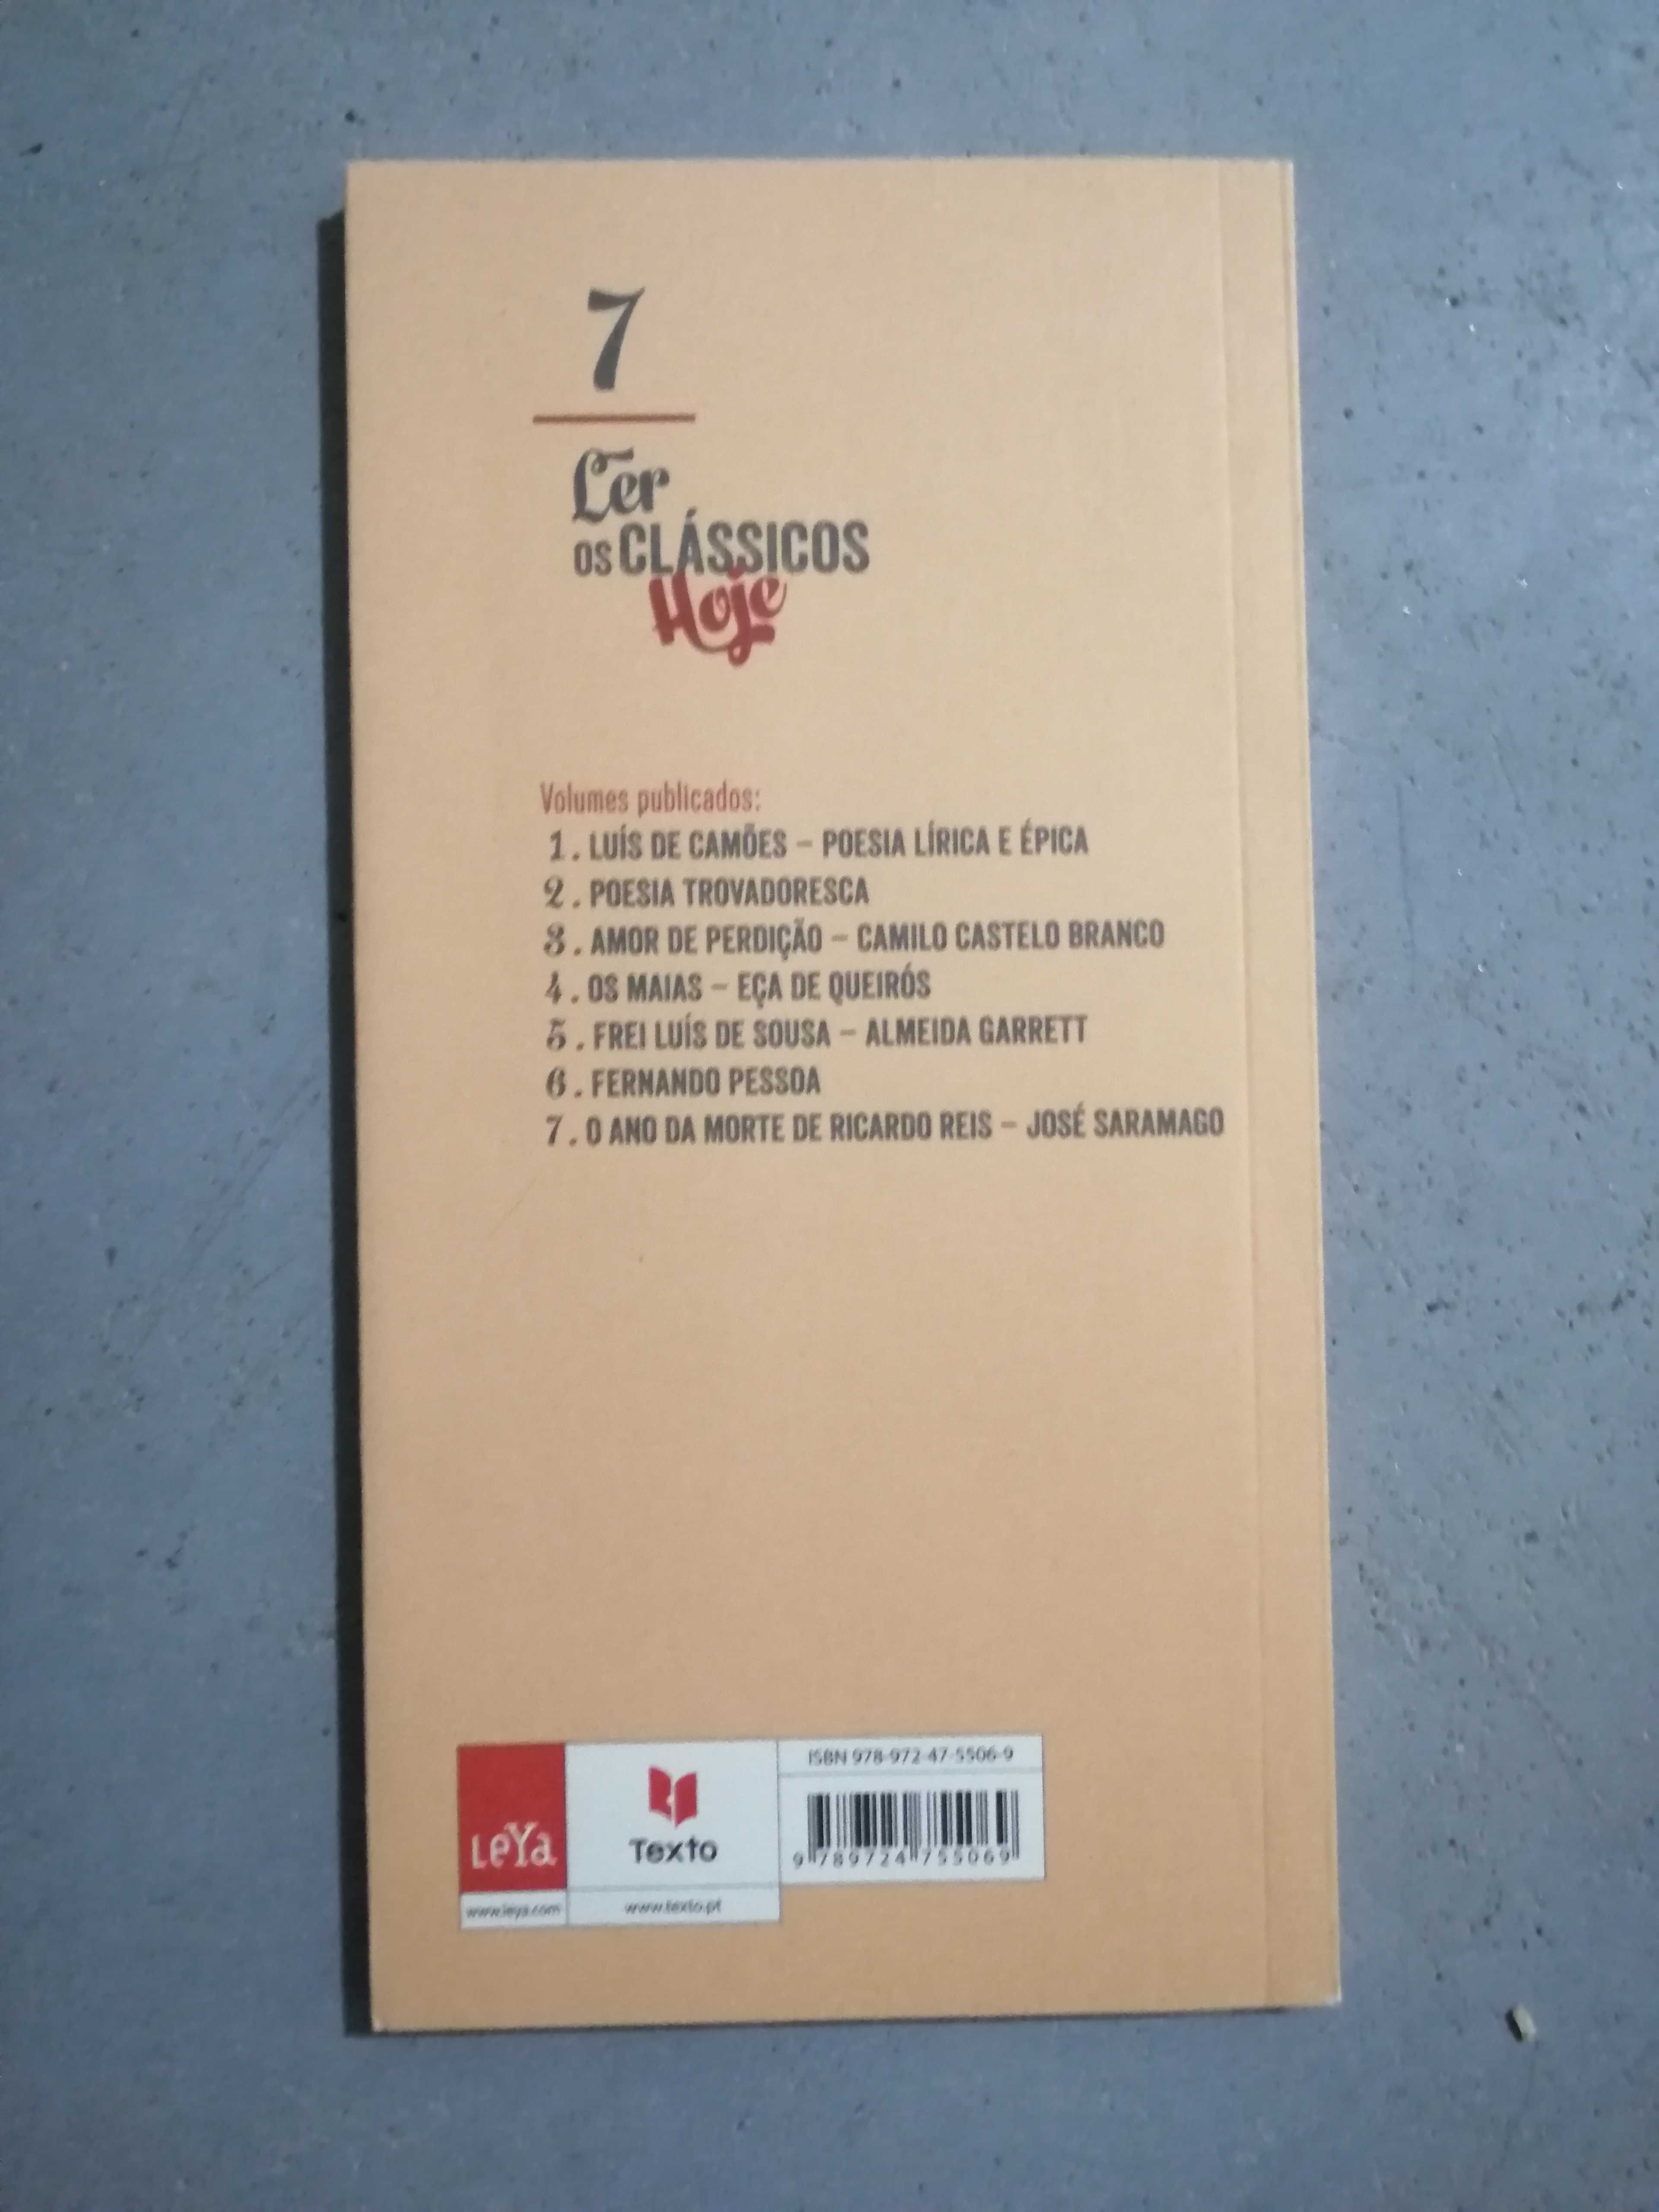 7
Ler
OS CLÁSSICOS
Hoje
Volumes publicados:
1. LUÍS DE CAMÕES – POESIA LÍRICA E ÉPICA
2. POESIA TROVADORESCA
3. AMOR DE PERDIÇÃO – CAMILO CASTELO BRANCO
4. OS MAIAS – EÇA DE QUEIRÓS
5. FREI LUÍS DE SOUSA – ALMEIDA GARRETT
6. FERNANDO PESSOA
7. O ANO DA MORTE DE RICARDO REIS – JOSÉ SARAMAGO
LeYa
www.leya.com
Texto
www.texto.pt
ISBN 978-972-47-5506-9
9 789724 755069